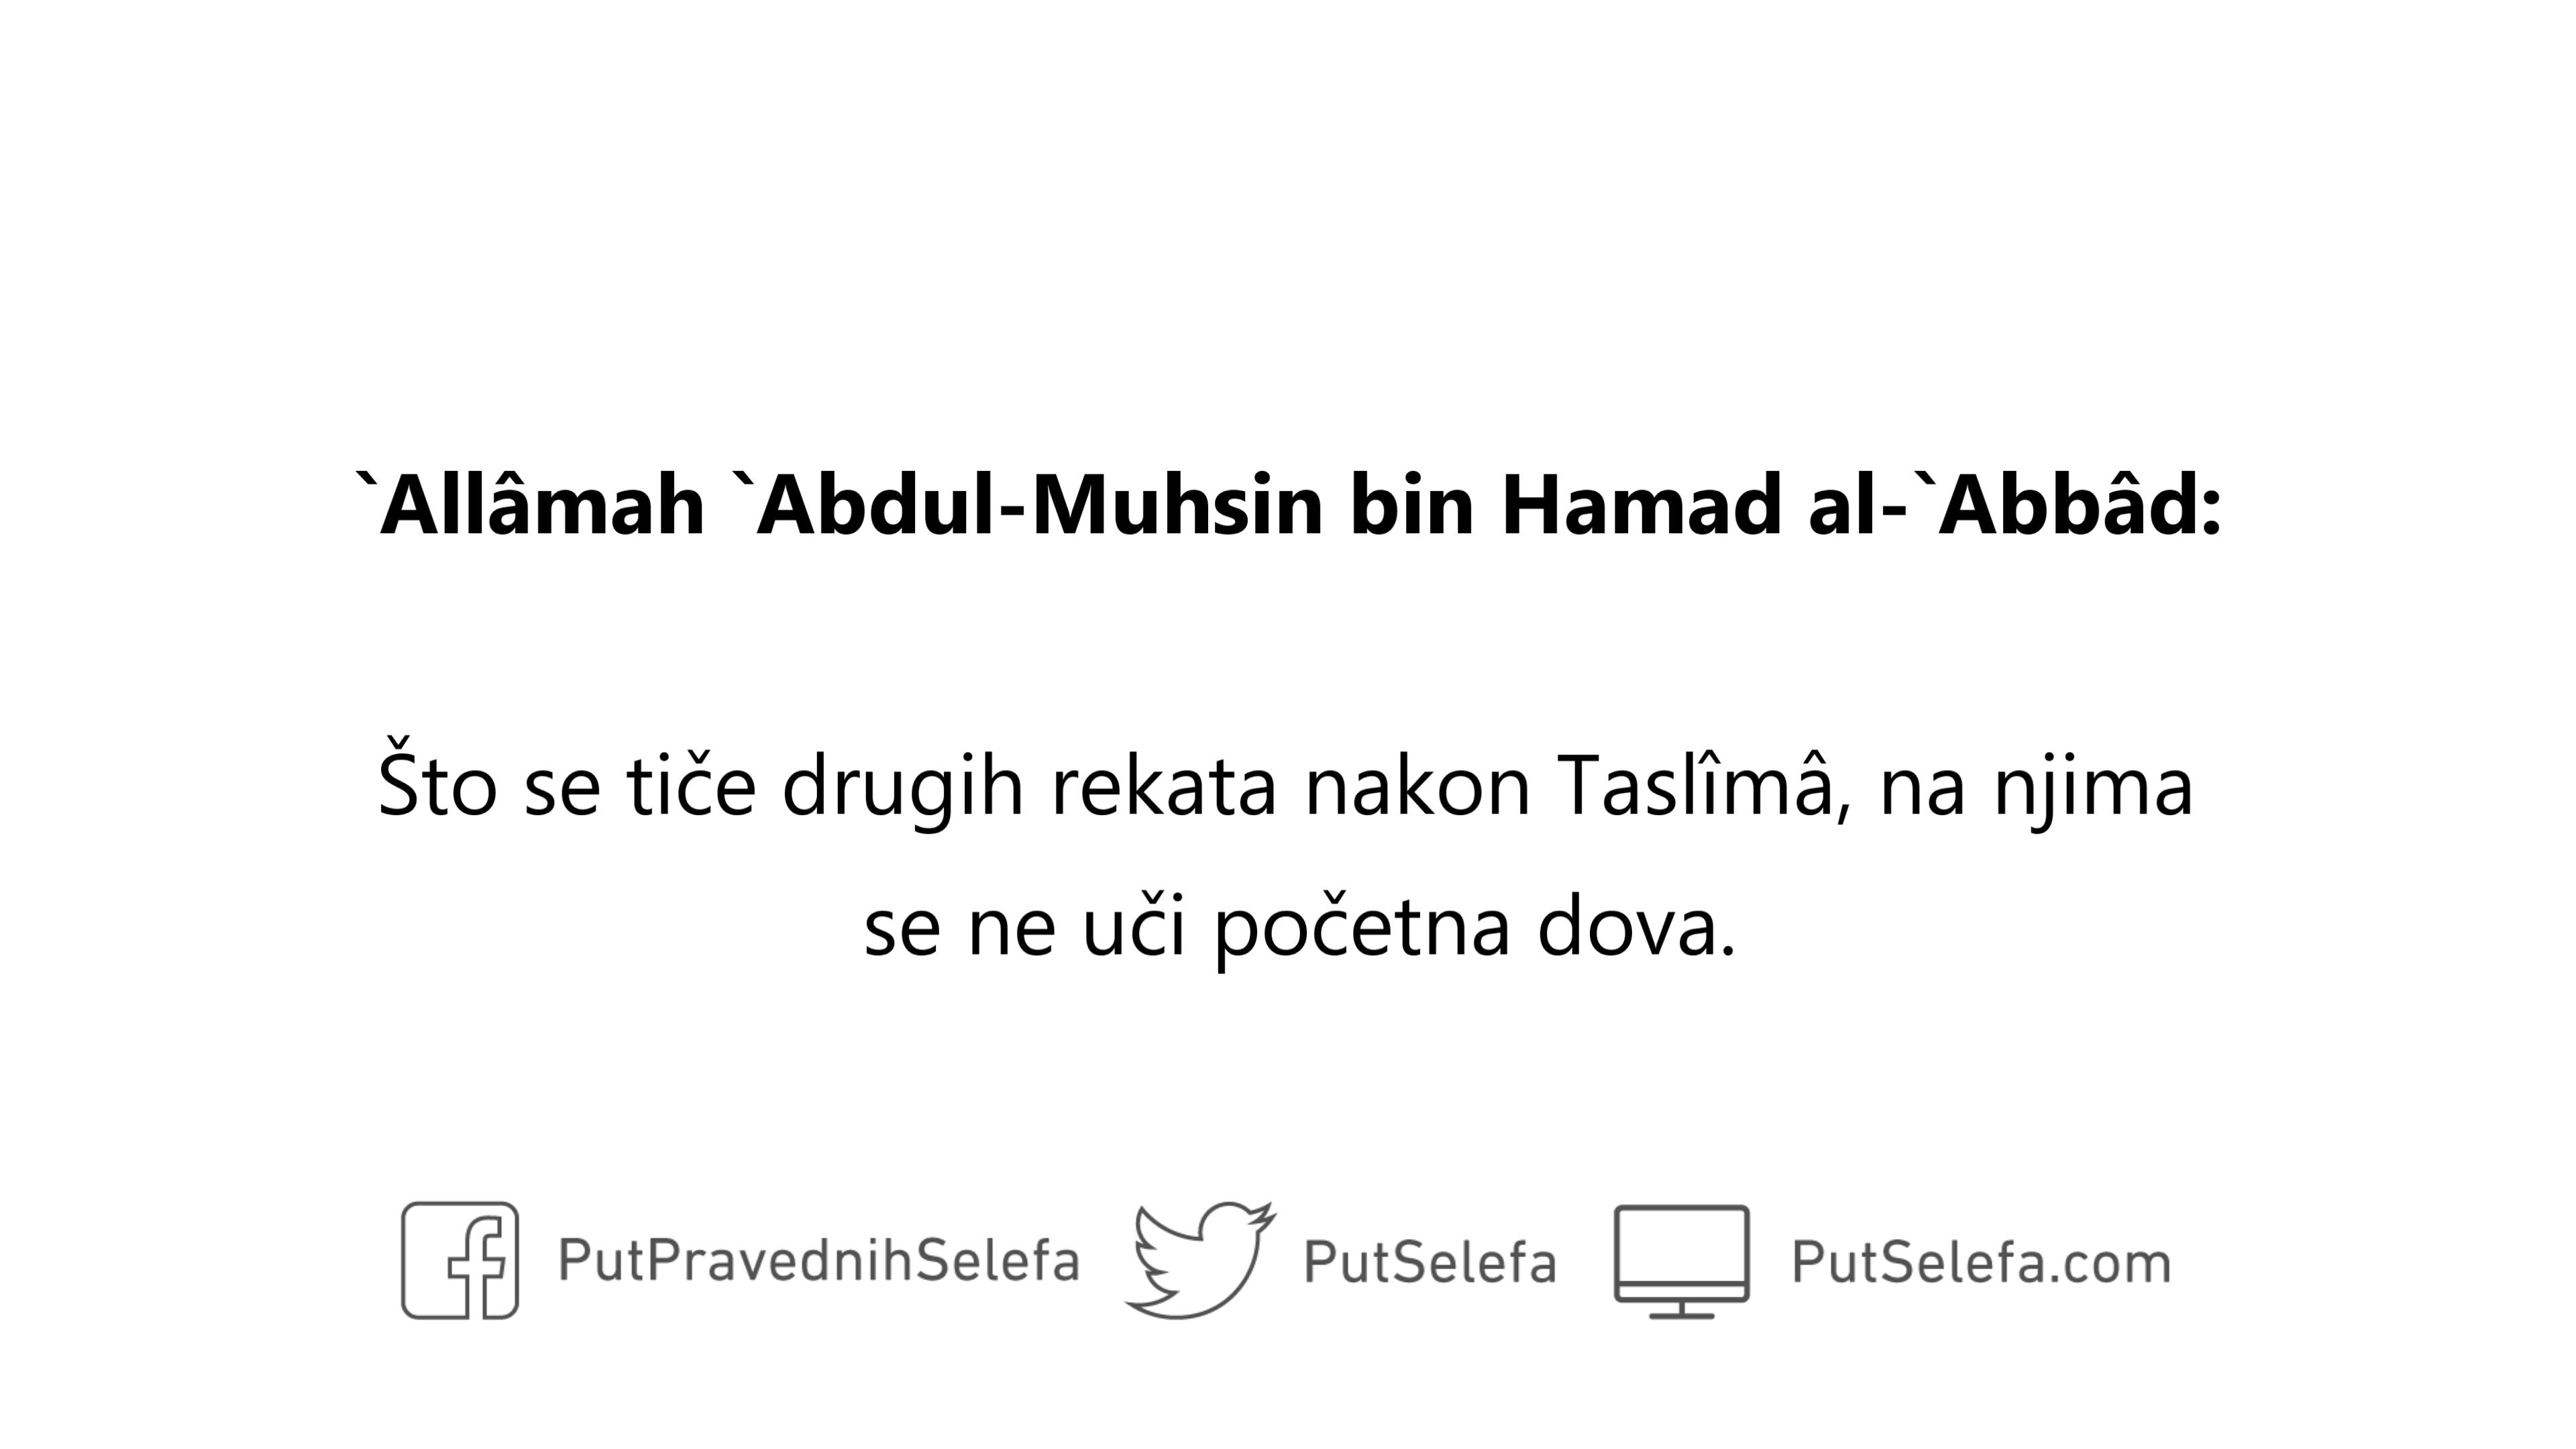 `Allâmah `Abdul-Muhsin bin Hamad al-`Abbâd:
Što se tiče drugih rekata nakon Taslîmâ, na njima
se ne uči početna dova.
PutPravednihSelefa PutSelefa PutSelefa.com